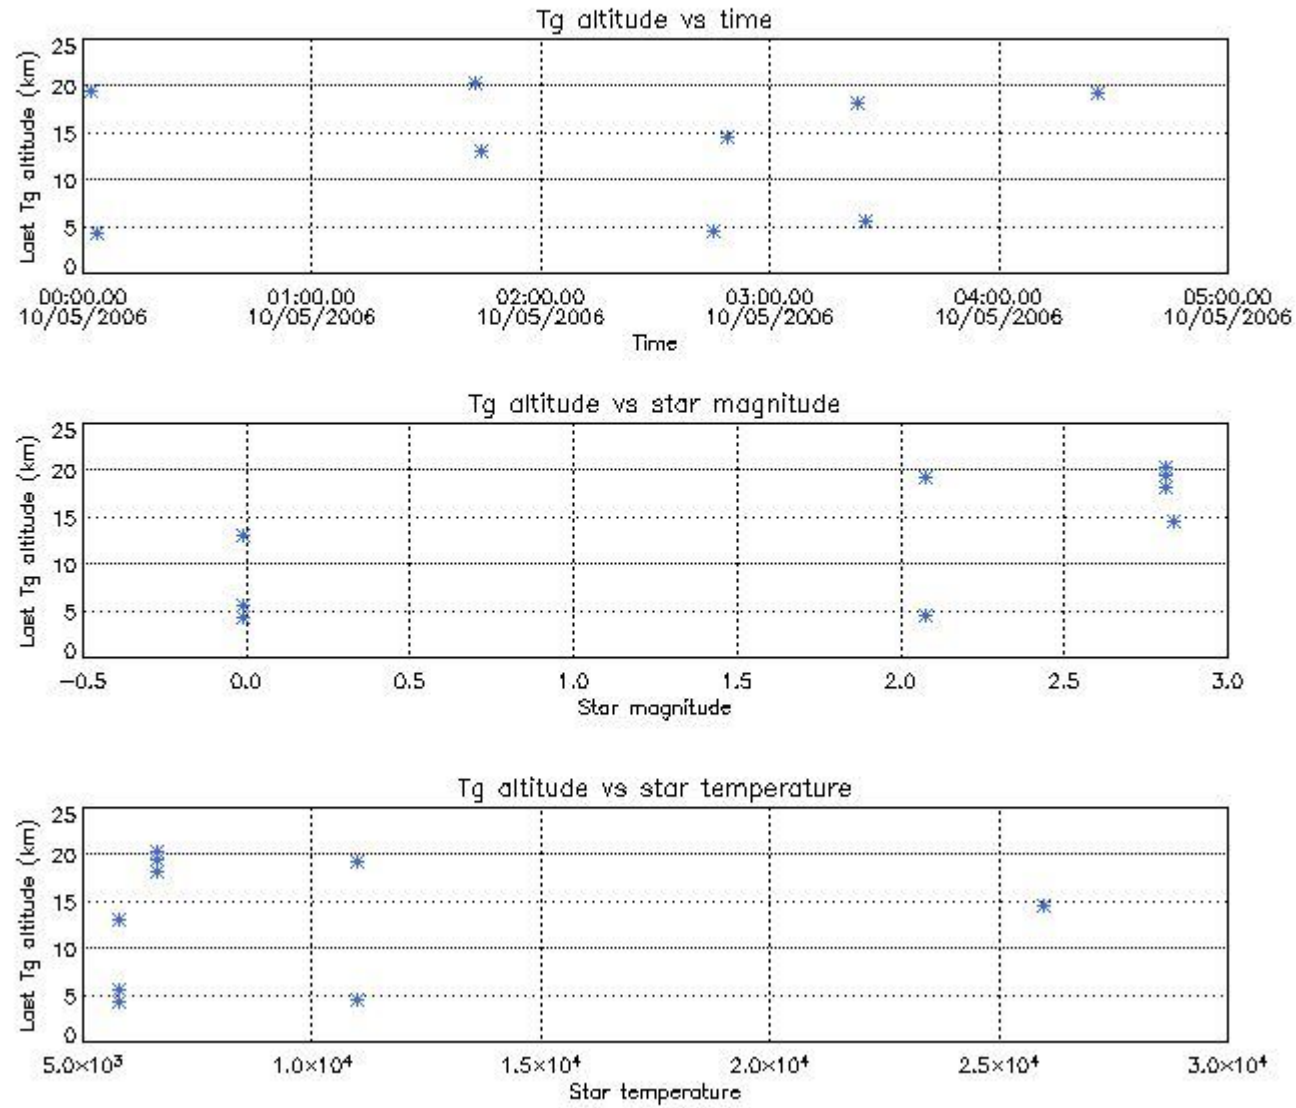 Tg altitude vs time
Last Tg altitude (km)
25
20
15
10
5
0
00:00.00 01:00.00 02:00.00 03:00.00 04:00.00 05:00.00
10/05/2006 10/05/2006 10/05/2006 10/05/2006 10/05/2006 10/05/2006
Time
Tg altitude vs star magnitude
Last Tg altitude (km)
25
20
15
10
5
0
−0.5 0.0 0.5 1.0 1.5 2.0 2.5 3.0
Star magnitude
Tg altitude vs star temperature
Last Tg altitude (km)
25
20
15
10
5
0
5.0×10³ 1.0×10⁴ 1.5×10⁴ 2.0×10⁴ 2.5×10⁴ 3.0×10⁴
Star temperature